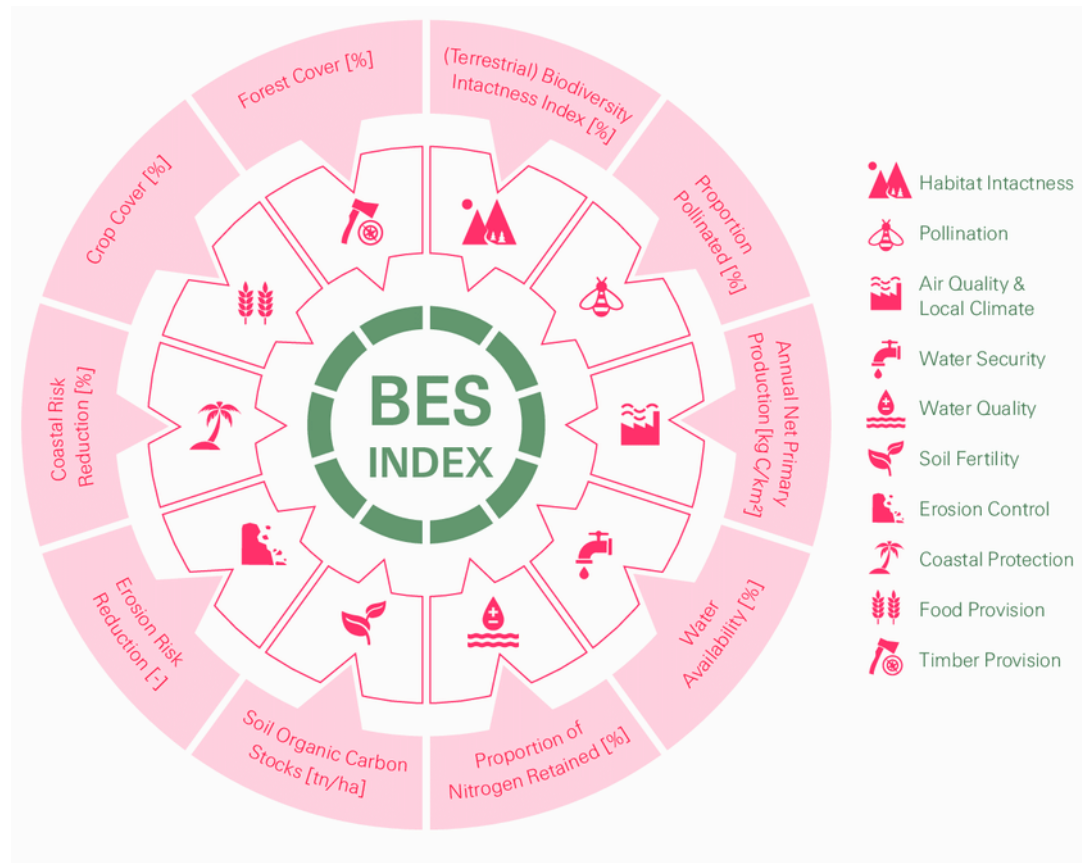 Forest Cover [%]
(Terrestrial) Biodiversity
Intactness Index [%]
Proportion
Pollinated [%]
Annual Net Primary
Production [kg C/km²]
Water
Availability [%]
Proportion of
Nitrogen Retained [%]
Soil Organic Carbon
Stocks [tn/ha]
Erosion Risk
Reduction [-]
Coastal Risk
Reduction [%]
Crop Cover [%]
BES
INDEX
Habitat Intactness
Pollination
Air Quality &
Local Climate
Water Security
Water Quality
Soil Fertility
Erosion Control
Coastal Protection
Food Provision
Timber Provision